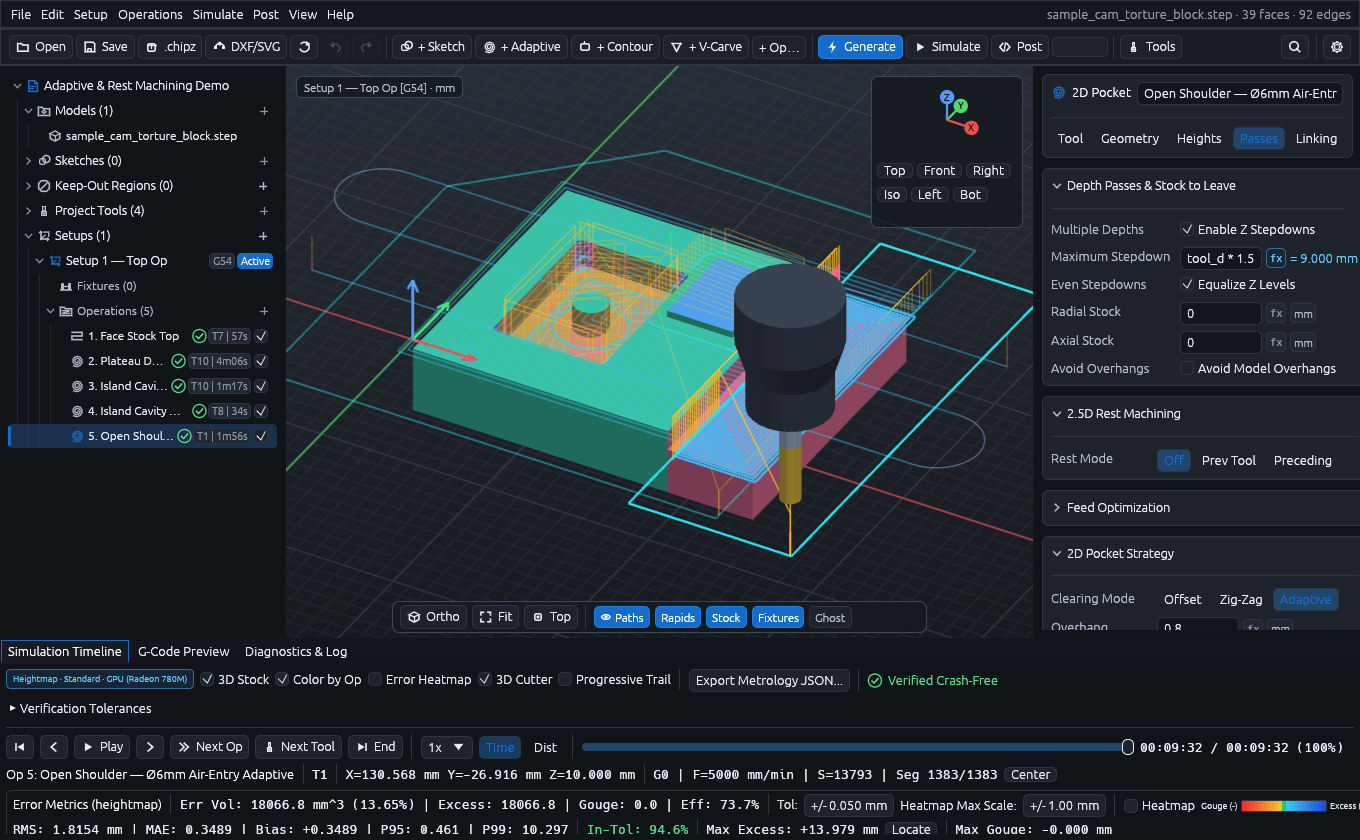 File Edit Setup Operations Simulate Post View Help
sample_cam_torture_block.step · 39 faces · 92 edges
Open Save .chipz DXF/SVG + Sketch + Adaptive + Contour + V-Carve + Op... Generate Simulate Post Tools
Adaptive & Rest Machining Demo
Models (1) +
sample_cam_torture_block.step
Sketches (0) +
Keep-Out Regions (0) +
Project Tools (4) +
Setups (1) +
Setup 1 — Top Op G54 Active
Fixtures (0)
Operations (5) +
1. Face Stock Top T7 | 57s
2. Plateau D... T10 | 4m06s
3. Island Cavi... T10 | 1m17s
4. Island Cavity ... T8 | 34s
5. Open Shoul... T1 | 1m56s
Setup 1 — Top Op [G54] · mm
Z
Y
X
Top Front Right
Iso Left Bot
Ortho Fit Top Paths Rapids Stock Fixtures Ghost
2D Pocket Open Shoulder — Ø6mm Air-Entr
Tool Geometry Heights Passes Linking
Depth Passes & Stock to Leave
Multiple Depths Enable Z Stepdowns
Maximum Stepdown tool_d * 1.5 fx = 9.000 mm
Even Stepdowns Equalize Z Levels
Radial Stock 0 fx mm
Axial Stock 0 fx mm
Avoid Overhangs Avoid Model Overhangs
2.5D Rest Machining
Rest Mode Off Prev Tool Preceding
Feed Optimization
2D Pocket Strategy
Clearing Mode Offset Zig-Zag Adaptive
Overhang 0.8 fx mm
Simulation Timeline G-Code Preview Diagnostics & Log
Heightmap · Standard · GPU (Radeon 780M) 3D Stock Color by Op Error Heatmap 3D Cutter Progressive Trail Export Metrology JSON... Verified Crash-Free
Verification Tolerances
Play Next Op Next Tool End 1x Time Dist 00:09:32 / 00:09:32 (100%)
Op 5: Open Shoulder — Ø6mm Air-Entry Adaptive T1 X=130.568 mm Y=-26.916 mm Z=10.000 mm G0 | F=5000 mm/min | S=13793 | Seg 1383/1383 Center
Error Metrics (heightmap) Err Vol: 18066.8 mm^3 (13.65%) | Excess: 18066.8 | Gouge: 0.0 | Eff: 73.7% Tol: +/-0.050 mm Heatmap Max Scale: +/-1.00 mm Heatmap Gouge (-) Excess
RMS: 1.8154 mm | MAE: 0.3489 | Bias: +0.3489 | P95: 0.461 | P99: 10.297 In-Tol: 94.6% Max Excess: +13.979 mm Locate Max Gouge: -0.000 mm